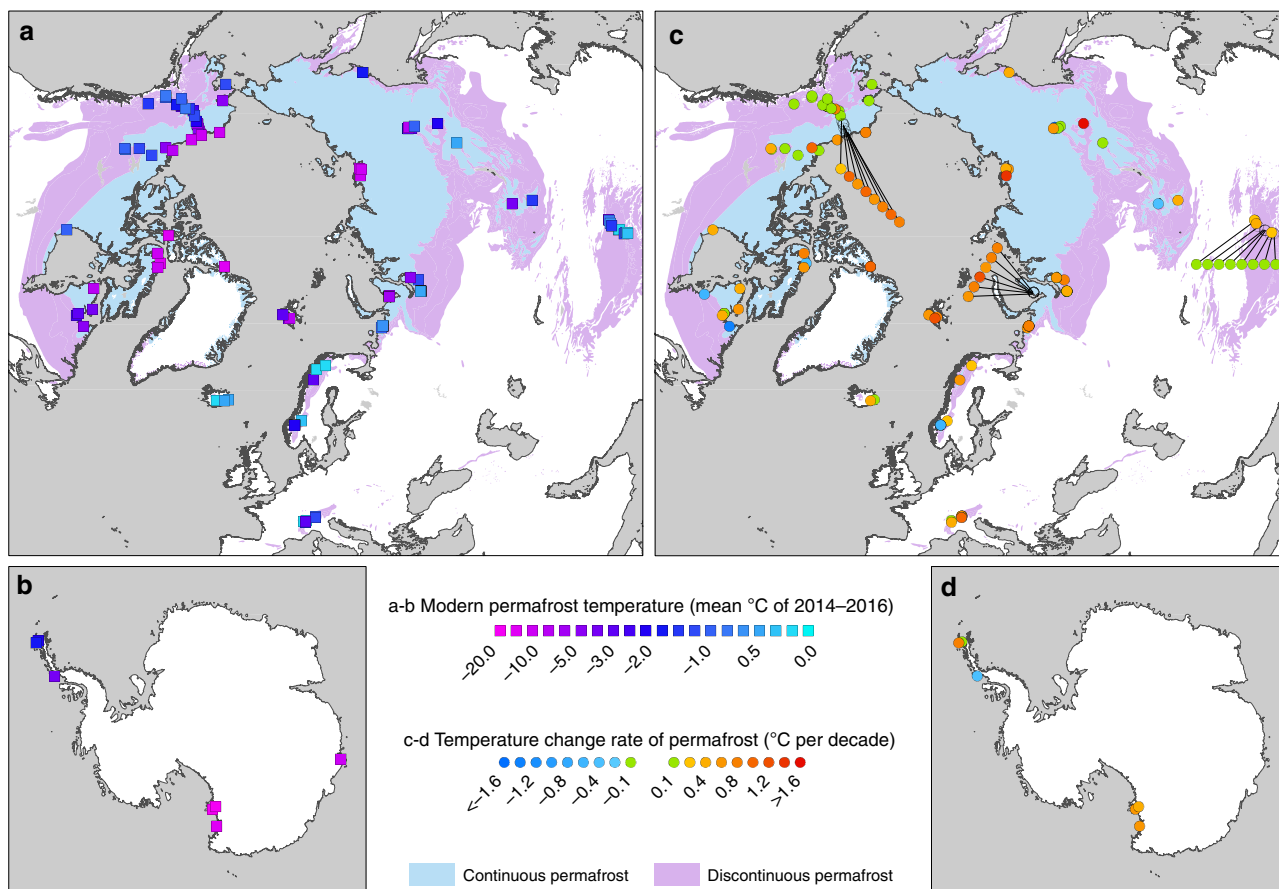 a
c
b
d
a-b Modern permafrost temperature (mean °C of 2014–2016)
−20.0 −10.0 −5.0 −3.0 −2.0 −1.0 0.5 0.0
c-d Temperature change rate of permafrost (°C per decade)
<−1.6 −1.2 −0.8 −0.4 −0.1 0.1 0.4 0.8 1.2 >1.6
Continuous permafrost Discontinuous permafrost